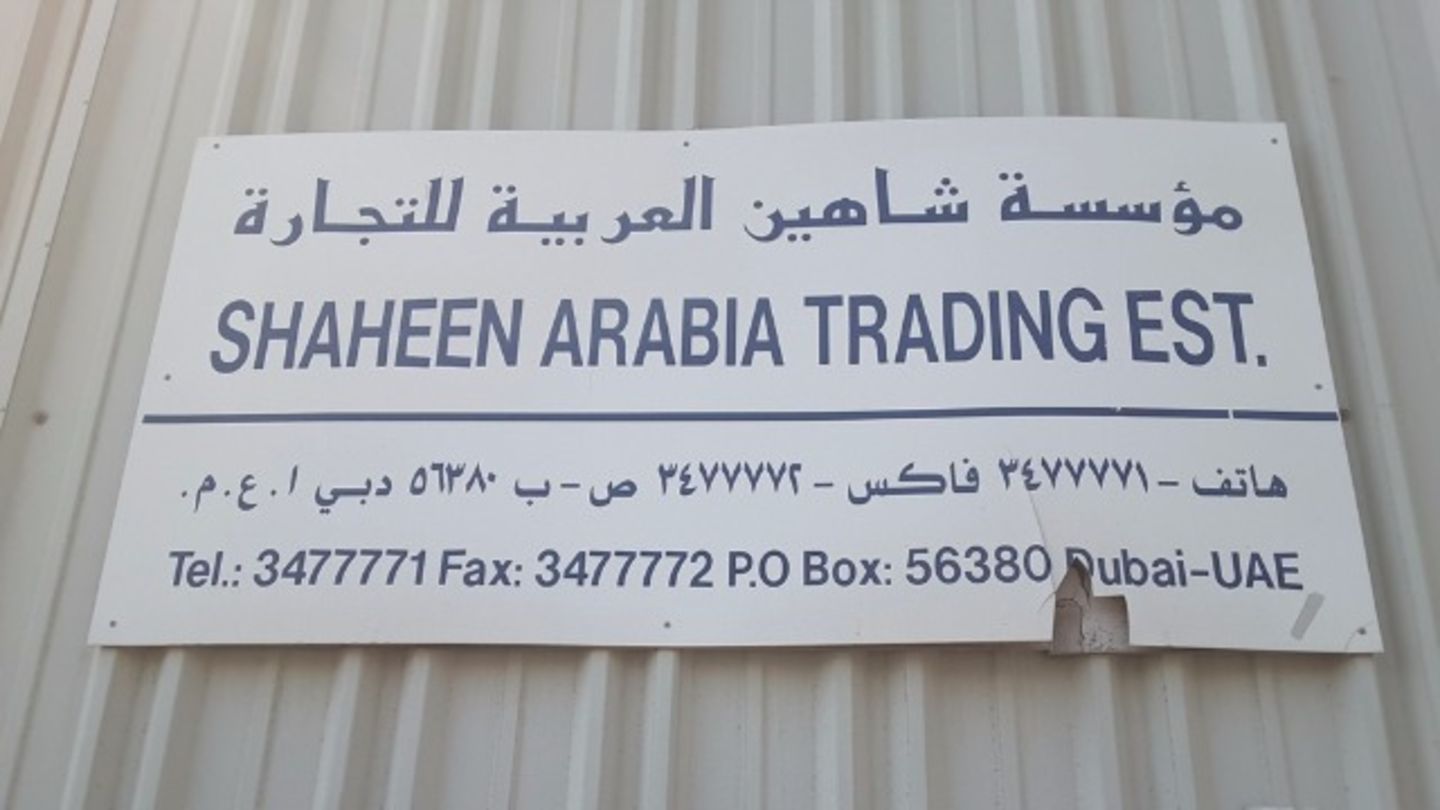 مؤسسة شاهين العربية للتجارة
SHAHEEN ARABIA TRADING EST.
هاتف - ٣٤٧٧٧٧١ فاكس - ٣٤٧٧٧٧٢ ص - ب ٥٦٣٨٠ دبي ا.ع.م.
Tel.: 3477771 Fax: 3477772 P.O Box: 56380 Dubai-UAE